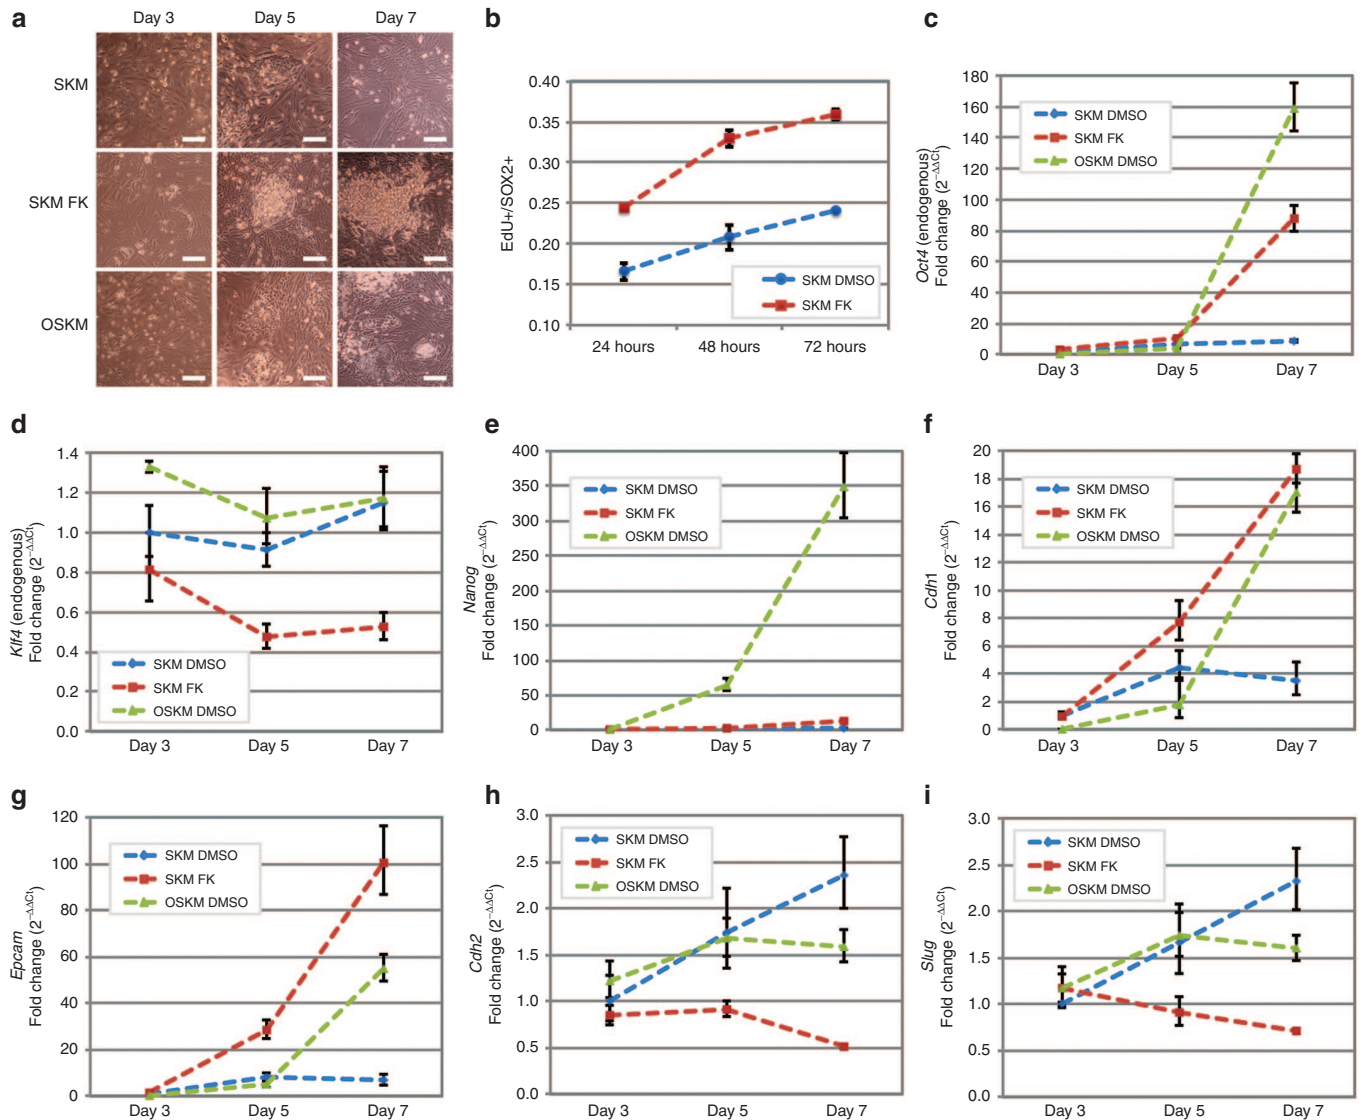 a
Day 3
Day 5
Day 7
SKM
SKM FK
OSKM
b
EdU+/SOX2+
0.40
0.35
0.30
0.25
0.20
0.15
0.10
24 hours
48 hours
72 hours
SKM DMSO
SKM FK
c
Oct4 (endogenous)
Fold change (2−ΔΔCt)
180
160
140
120
100
80
60
40
20
0
Day 3
Day 5
Day 7
SKM DMSO
SKM FK
OSKM DMSO
d
Klf4 (endogenous)
Fold change (2−ΔΔCt)
1.4
1.2
1.0
0.8
0.6
0.4
0.2
0.0
Day 3
Day 5
Day 7
SKM DMSO
SKM FK
OSKM DMSO
e
Nanog
Fold change (2−ΔΔCt)
400
350
300
250
200
150
100
50
0
Day 3
Day 5
Day 7
SKM DMSO
SKM FK
OSKM DMSO
f
Cdh1
Fold change (2−ΔΔCt)
20
18
16
14
12
10
8
6
4
2
0
Day 3
Day 5
Day 7
SKM DMSO
SKM FK
OSKM DMSO
g
Epcam
Fold change (2−ΔΔCt)
120
100
80
60
40
20
0
Day 3
Day 5
Day 7
SKM DMSO
SKM FK
OSKM DMSO
h
Cdh2
Fold change (2−ΔΔCt)
3.0
2.5
2.0
1.5
1.0
0.5
0.0
Day 3
Day 5
Day 7
SKM DMSO
SKM FK
OSKM DMSO
i
Slug
Fold change (2−ΔΔCt)
3.0
2.5
2.0
1.5
1.0
0.5
0.0
Day 3
Day 5
Day 7
SKM DMSO
SKM FK
OSKM DMSO